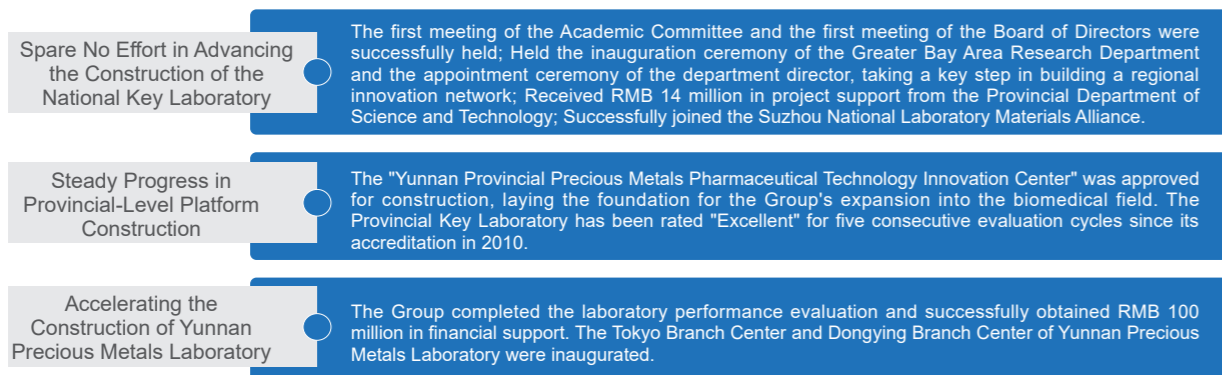 Spare No Effort in Advancing
the Construction of the
National Key Laboratory
The first meeting of the Academic Committee and the first meeting of the Board of Directors were
successfully held; Held the inauguration ceremony of the Greater Bay Area Research Department
and the appointment ceremony of the department director, taking a key step in building a regional
innovation network; Received RMB 14 million in project support from the Provincial Department of
Science and Technology; Successfully joined the Suzhou National Laboratory Materials Alliance.
Steady Progress in
Provincial-Level Platform
Construction
The "Yunnan Provincial Precious Metals Pharmaceutical Technology Innovation Center" was approved
for construction, laying the foundation for the Group's expansion into the biomedical field. The
Provincial Key Laboratory has been rated "Excellent" for five consecutive evaluation cycles since its
accreditation in 2010.
Accelerating the
Construction of Yunnan
Precious Metals Laboratory
The Group completed the laboratory performance evaluation and successfully obtained RMB 100
million in financial support. The Tokyo Branch Center and Dongying Branch Center of Yunnan Precious
Metals Laboratory were inaugurated.